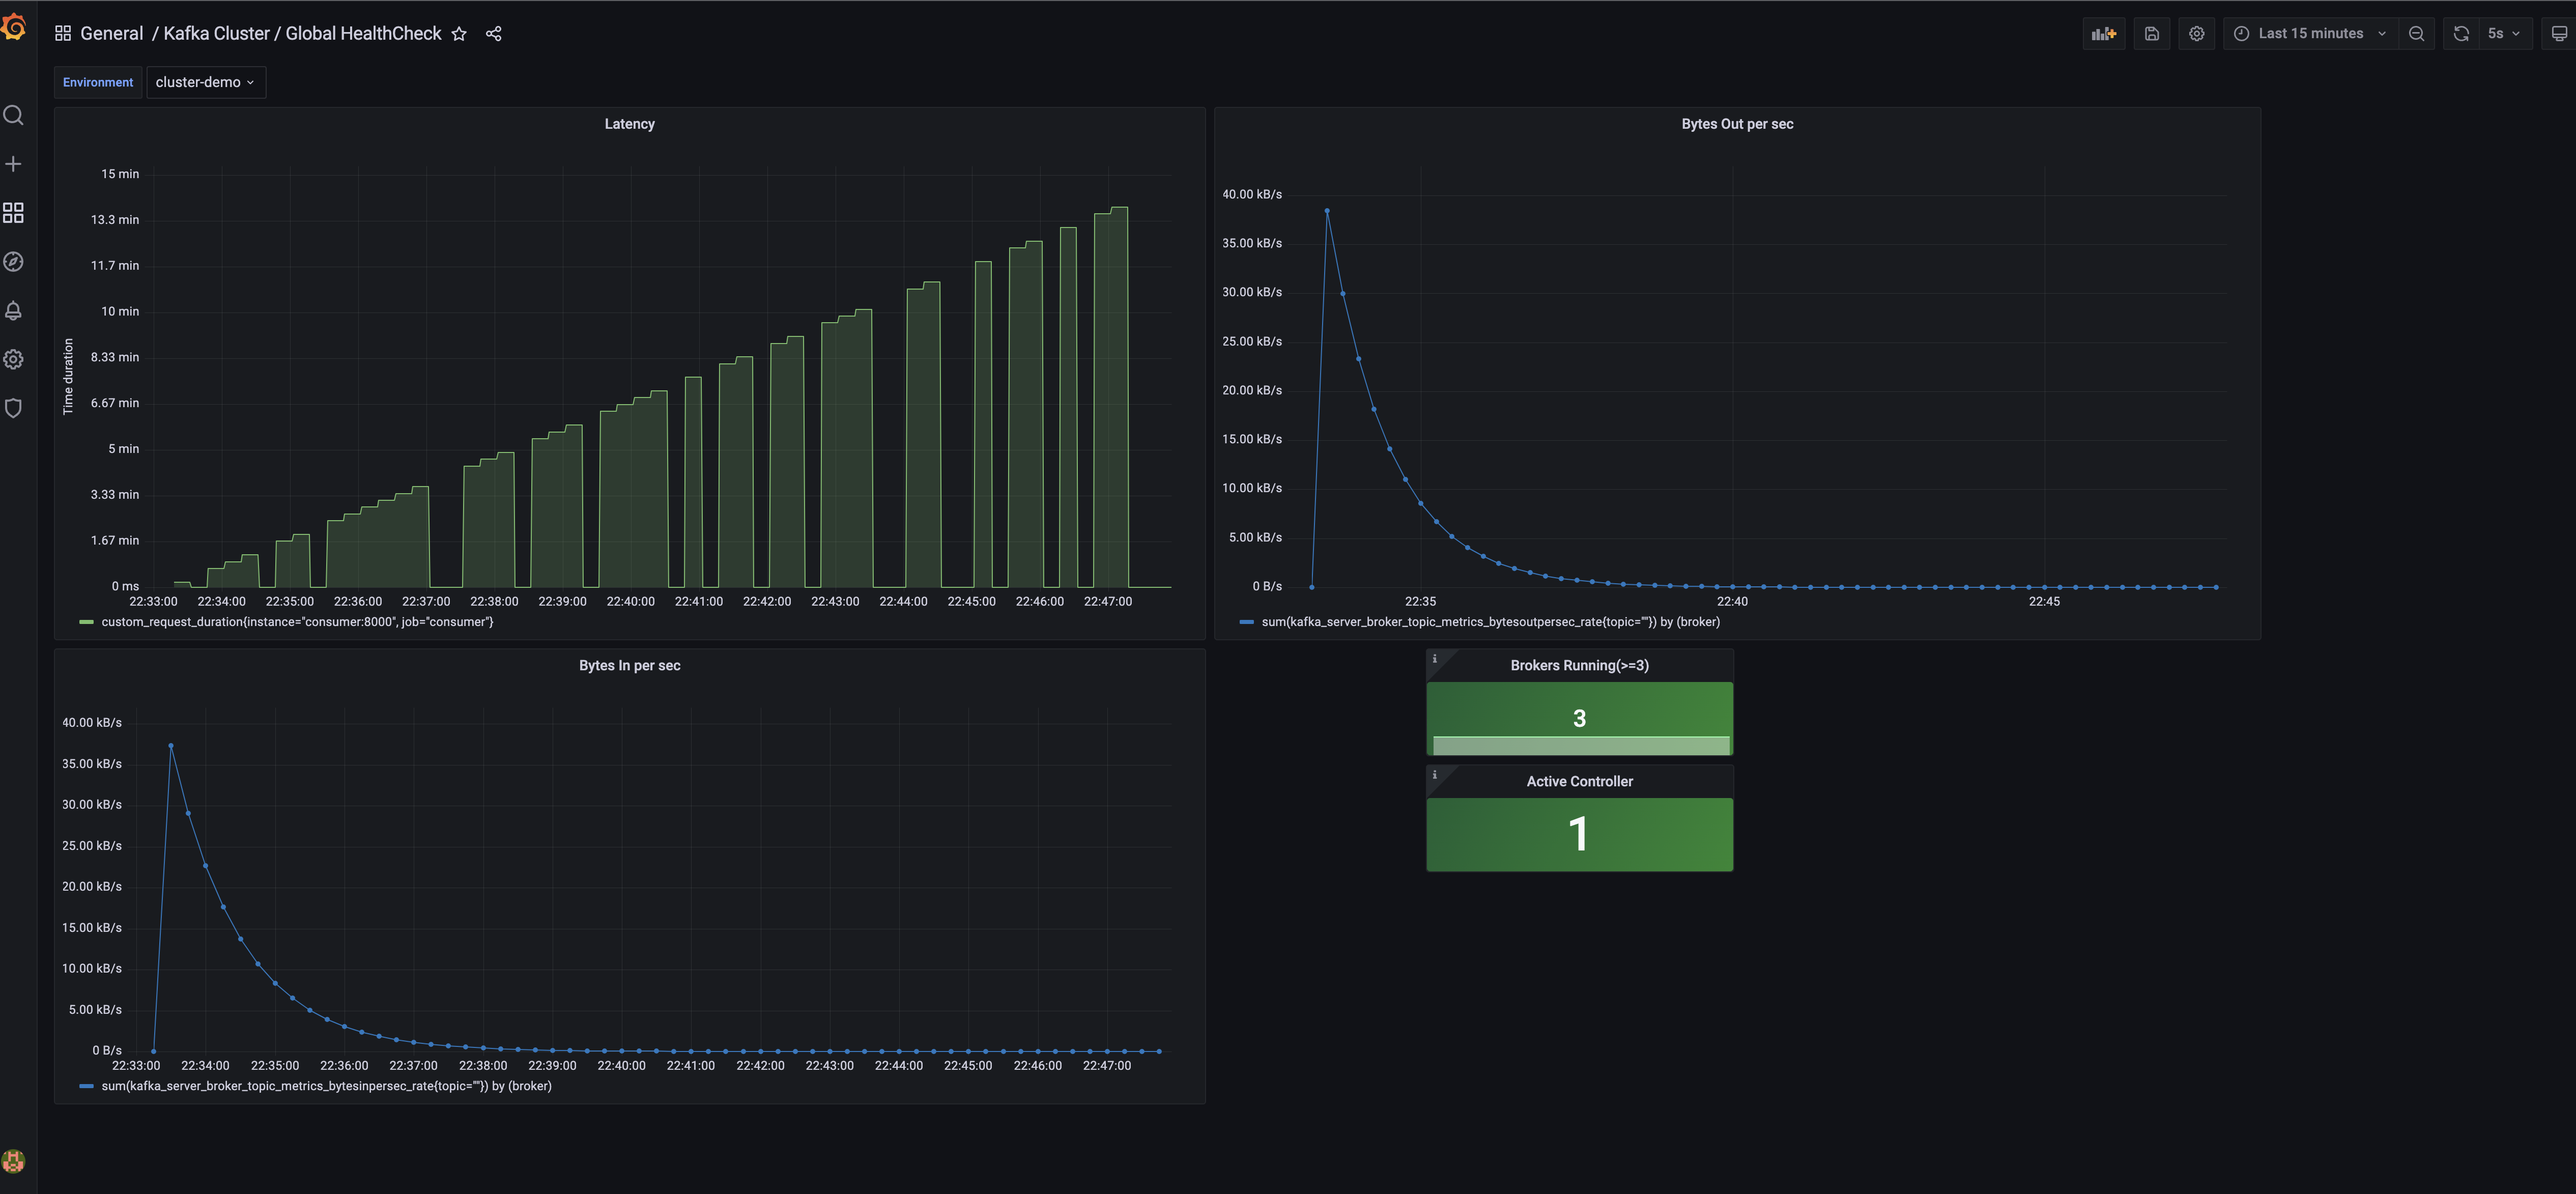 General / Kafka Cluster / Global HealthCheck
Last 15 minutes
5s
Environment
cluster-demo
Latency
15 min
13.3 min
11.7 min
10 min
8.33 min
6.67 min
5 min
3.33 min
1.67 min
0 ms
Time duration
22:33:00 22:34:00 22:35:00 22:36:00 22:37:00 22:38:00 22:39:00 22:40:00 22:41:00 22:42:00 22:43:00 22:44:00 22:45:00 22:46:00 22:47:00
custom_request_duration{instance="consumer:8000", job="consumer"}
Bytes Out per sec
40.00 kB/s
35.00 kB/s
30.00 kB/s
25.00 kB/s
20.00 kB/s
15.00 kB/s
10.00 kB/s
5.00 kB/s
0 B/s
22:35 22:40 22:45
sum(kafka_server_broker_topic_metrics_bytesoutpersec_rate{topic=""}) by (broker)
Bytes In per sec
40.00 kB/s
35.00 kB/s
30.00 kB/s
25.00 kB/s
20.00 kB/s
15.00 kB/s
10.00 kB/s
5.00 kB/s
0 B/s
22:33:00 22:34:00 22:35:00 22:36:00 22:37:00 22:38:00 22:39:00 22:40:00 22:41:00 22:42:00 22:43:00 22:44:00 22:45:00 22:46:00 22:47:00
sum(kafka_server_broker_topic_metrics_bytesinpersec_rate{topic=""}) by (broker)
i
Brokers Running(>=3)
3
i
Active Controller
1